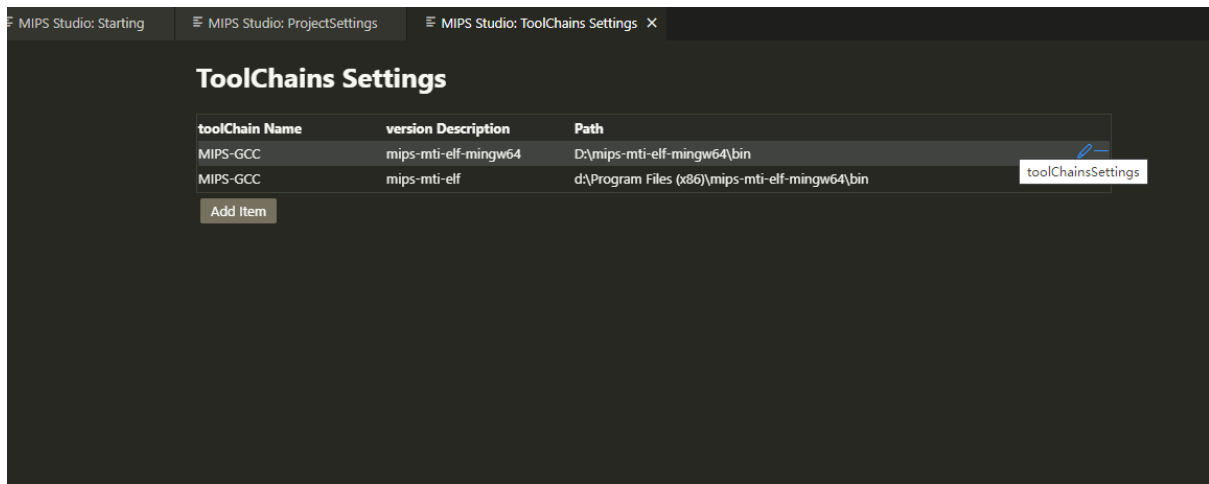 MIPS Studio: Starting MIPS Studio: ProjectSettings MIPS Studio: ToolChains Settings
ToolChains Settings
toolChain Name version Description Path
MIPS-GCC mips-mti-elf-mingw64 D:\mips-mti-elf-mingw64\bin
toolChainsSettings
MIPS-GCC mips-mti-elf d:\Program Files (x86)\mips-mti-elf-mingw64\bin
Add Item